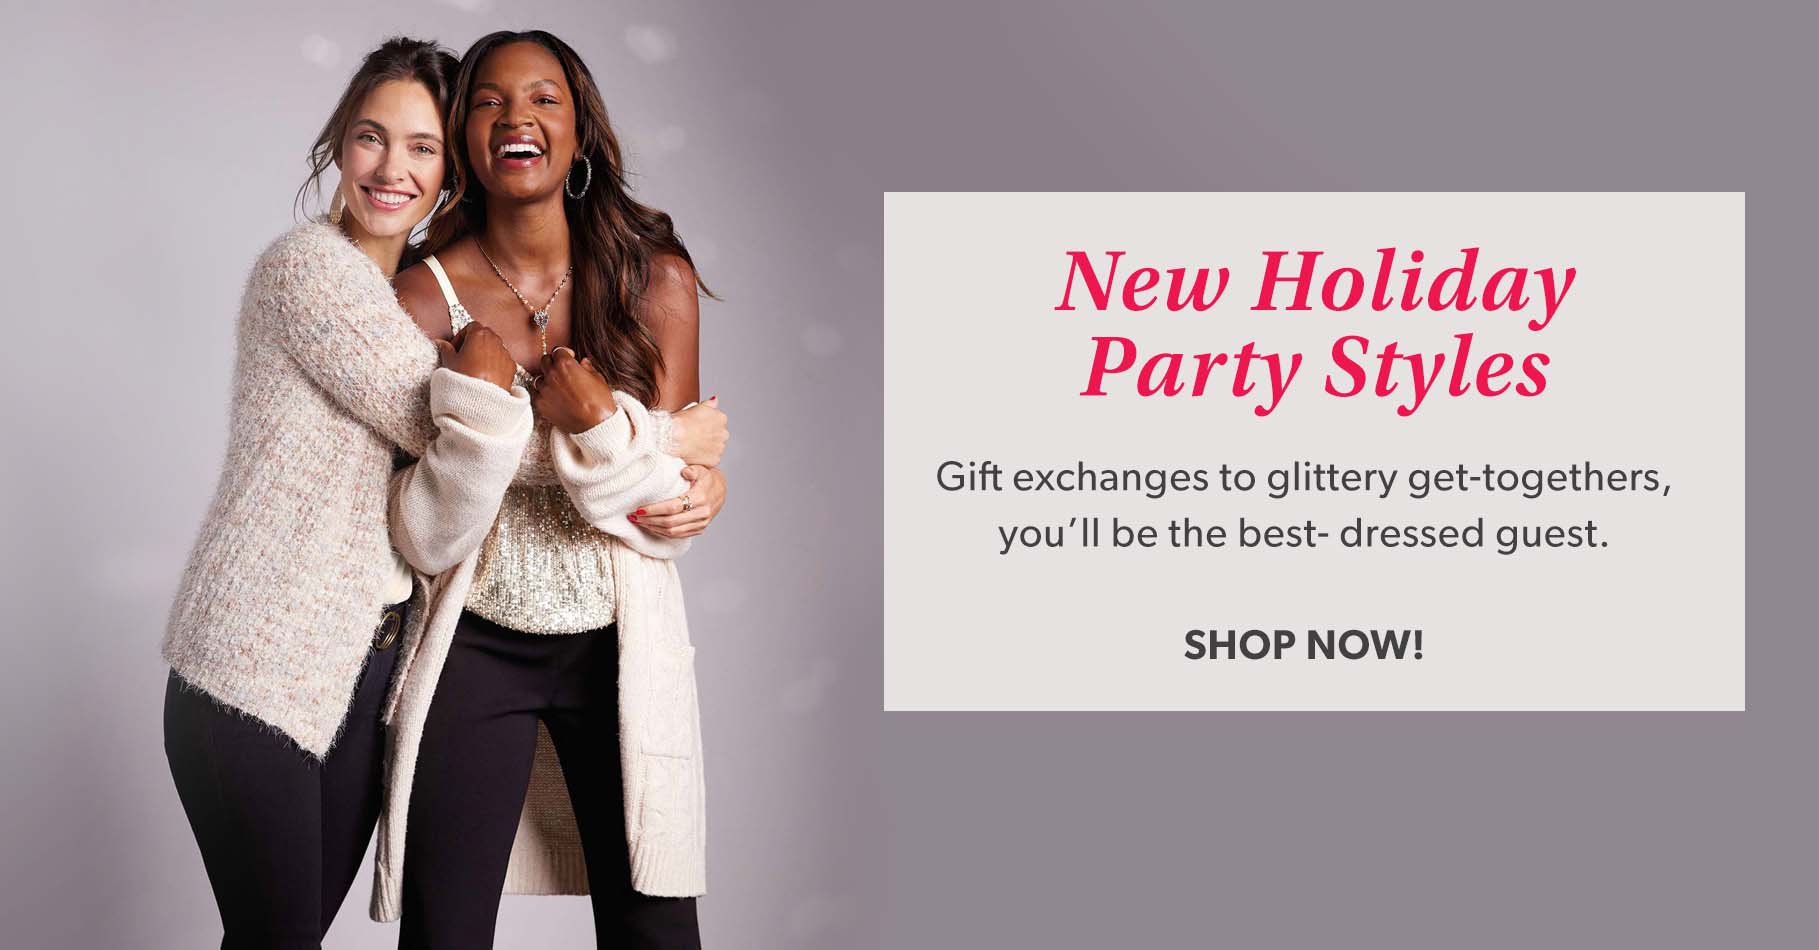 New Holiday
Party Styles
Gift exchanges to glittery get-togethers,
you’ll be the best- dressed guest.
SHOP NOW!